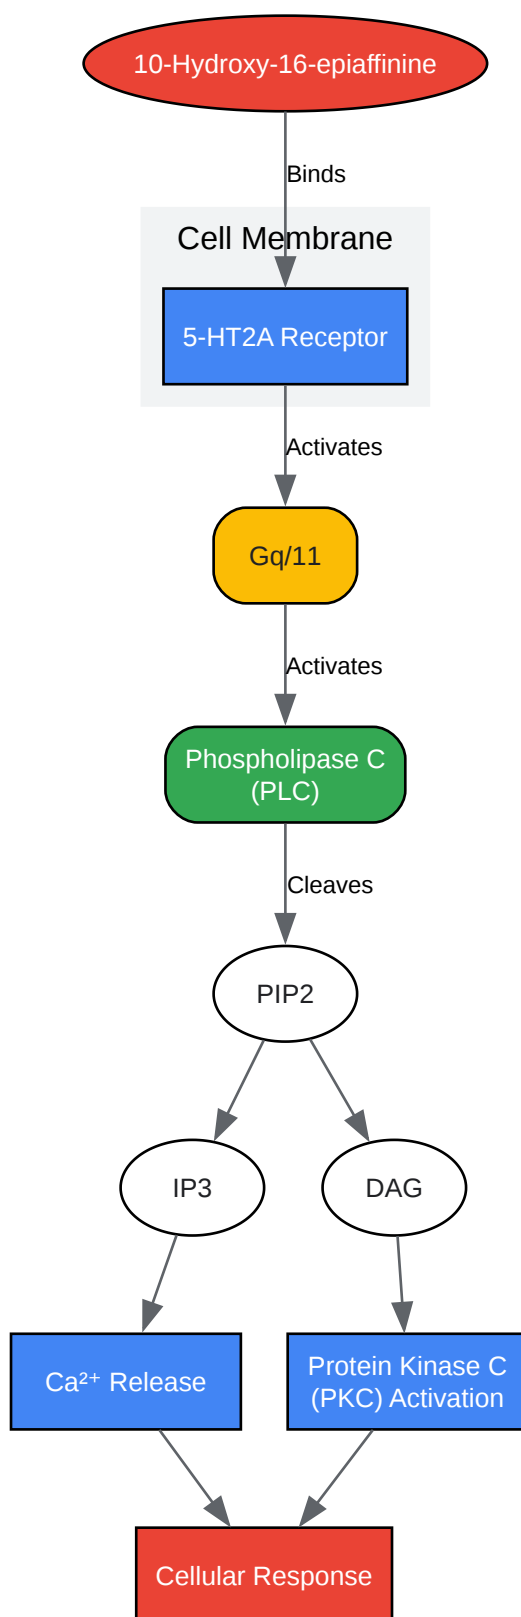 10-Hydroxy-16-epiaffinine
Binds
Cell Membrane
5-HT2A Receptor
Activates
Gq/11
Activates
Phospholipase C
(PLC)
Cleaves
PIP2
IP3
DAG
Ca²⁺ Release
Protein Kinase C
(PKC) Activation
Cellular Response